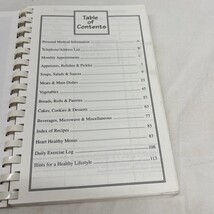 Table
of
Contents
Personal Medical Information
Telephone/Address List
Monthly Appointments
Appetizers, Relishes & Pickles
Soups, Salads & Sauces
Meats & Main Dishes
Vegetables
Breads, Rolls & Pastries
Cakes, Cookies & Desserts
Beverages, Microwave & Miscellaneous
Index of Recipes
Heart Healthy Menus
Daily Exercise Log
Hints for a Healthy Lifestyle 113